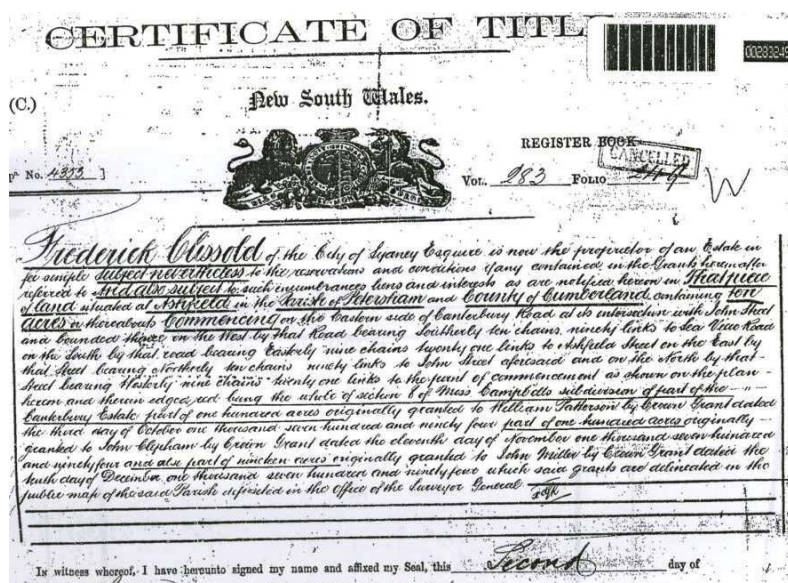 CERTIFICATE OF TITL
00283249
(C.)
New South Wales.
REGISTER BOOK
CANCELLED
No. 4353 ]
VOL. 283 FOLIO 249
W
Frederick Clissold of the City of Sydney Esquire is now the proprietor of an Estate in
fee simple subject nevertheless to the reservations and conditions if any contained in the Grants hereinafter
referred to And also subject to such incumbrances liens and interests as are notified hereon in That piece
of land situated at Ashfield in the Parish of Petersham and County of Cumberland containing ten
acres or thereabouts Commencing on the Eastern side of Canterbury Road at its intersection with John Street
and bounded thence on the West by that Road bearing Southerly ten chains ninety links to Sea View Road
on the South by that road bearing Easterly nine chains twenty one links to Ashfield Street on the East by
that Street bearing Northerly ten chains ninety links to John Street aforesaid and on the North by that
Street bearing Westerly nine chains twenty one links to the point of commencement as shown on the plan
hereon and therein edged red being the whole of section 8 of Miss Campbells subdivision of part of the
Canterbury Estate part of one hundred acres originally granted to William Patterson by Crown Grant dated
the third day of October one thousand seven hundred and ninety four part of one hundred acres originally
granted to John Clepham by Crown Grant dated the eleventh day of November one thousand seven hundred
and ninety four and also part of nineteen acres originally granted to John Miller by Crown Grant dated the
tenth day of December one thousand seven hundred and ninety four which said grants are delineated in the
public map of the said Parish deposited in the Office of the Surveyor General
In witness whereof, I have hereunto signed my name and affixed my Seal, this Second day of